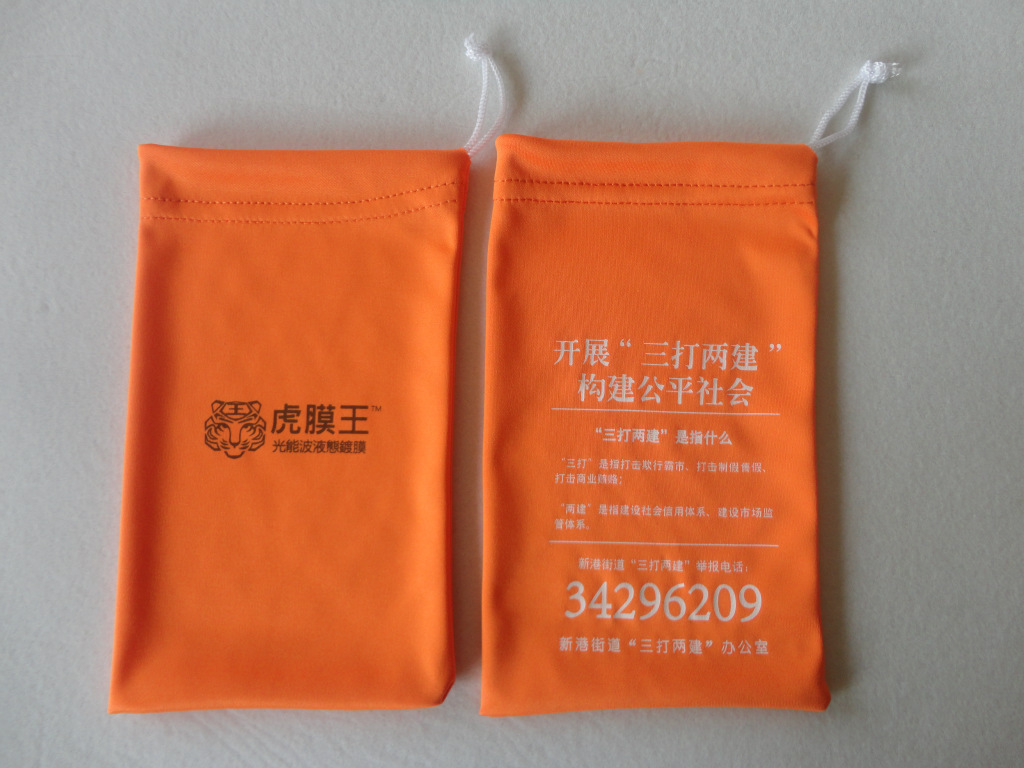 王
虎膜王™
光能波液態鍍膜
开展“三打两建”
构建公平社会
“三打两建”是指什么
“三打”是指打击欺行霸市、打击制假售假、
打击商业贿赂；
“两建”是指建设社会信用体系、建设市场监
管体系。
新港街道“三打两建”举报电话：
34296209
新港街道“三打两建”办公室